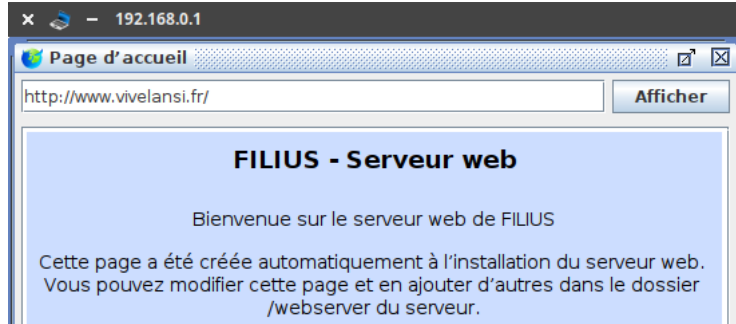 192.168.0.1
Page d'accueil
http://www.vivelansi.fr/
Afficher
FILIUS - Serveur web
Bienvenue sur le serveur web de FILIUS
Cette page a été créée automatiquement à l'installation du serveur web.
Vous pouvez modifier cette page et en ajouter d'autres dans le dossier
/webserver du serveur.